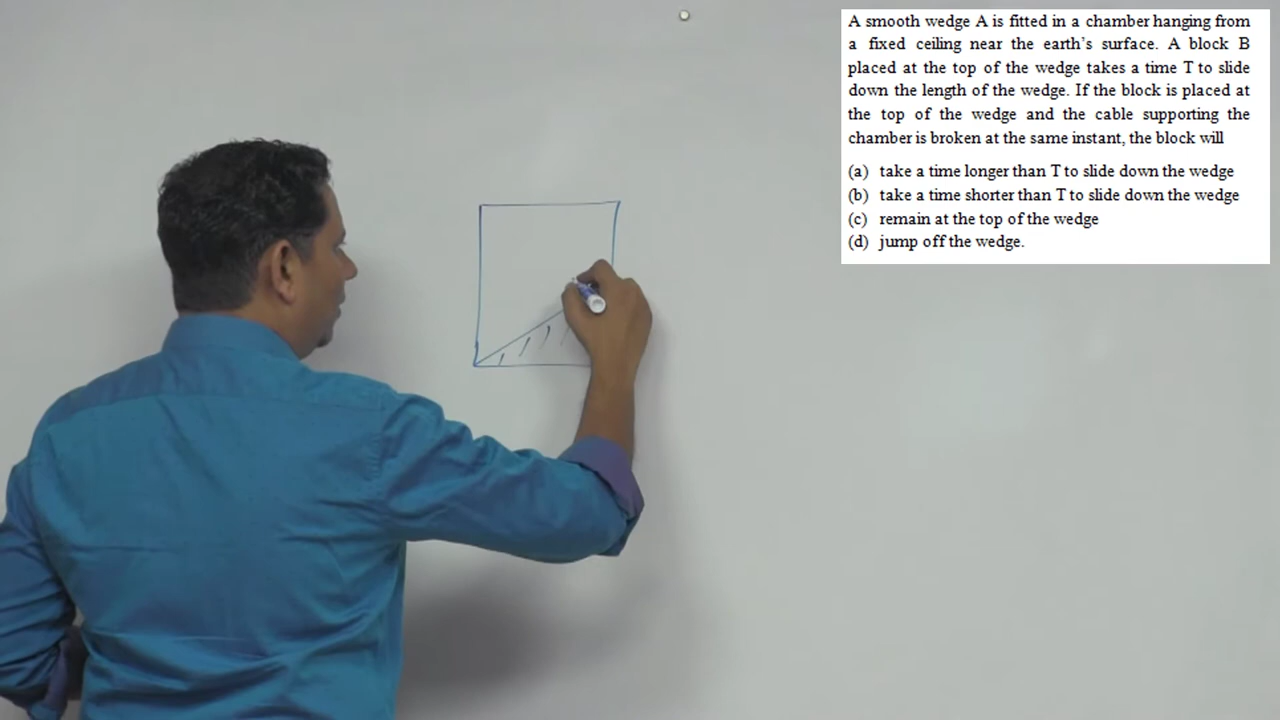 A smooth wedge A is fitted in a chamber hanging from
a fixed ceiling near the earth's surface. A block B
placed at the top of the wedge takes a time T to slide
down the length of the wedge. If the block is placed at
the top of the wedge and the cable supporting the
chamber is broken at the same instant, the block will
(a) take a time longer than T to slide down the wedge
(b) take a time shorter than T to slide down the wedge
(c) remain at the top of the wedge
(d) jump off the wedge.